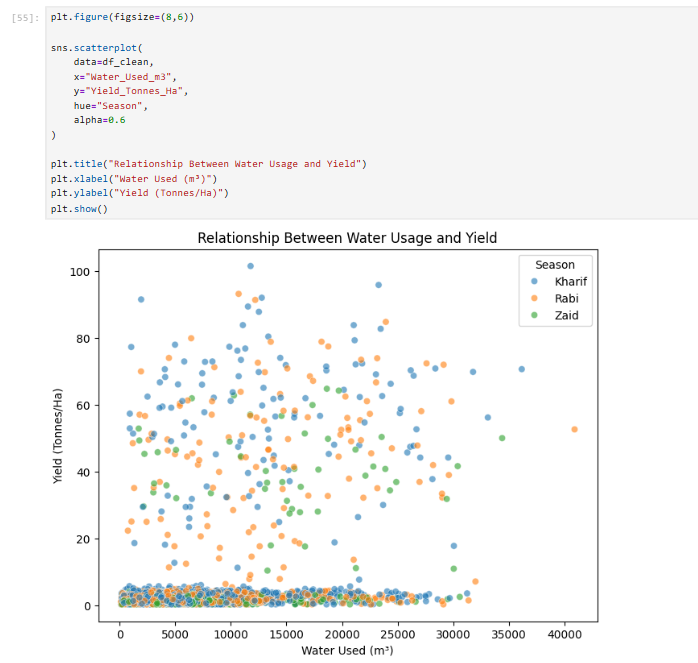 [55]:
plt.figure(figsize=(8,6))
sns.scatterplot(
    data=df_clean,
    x="Water_Used_m3",
    y="Yield_Tonnes_Ha",
    hue="Season",
    alpha=0.6
)
plt.title("Relationship Between Water Usage and Yield")
plt.xlabel("Water Used (m³)")
plt.ylabel("Yield (Tonnes/Ha)")
plt.show()
Relationship Between Water Usage and Yield
Season
Kharif
Rabi
Zaid
100
80
60
40
20
0
Yield (Tonnes/Ha)
0 5000 10000 15000 20000 25000 30000 35000 40000
Water Used (m³)